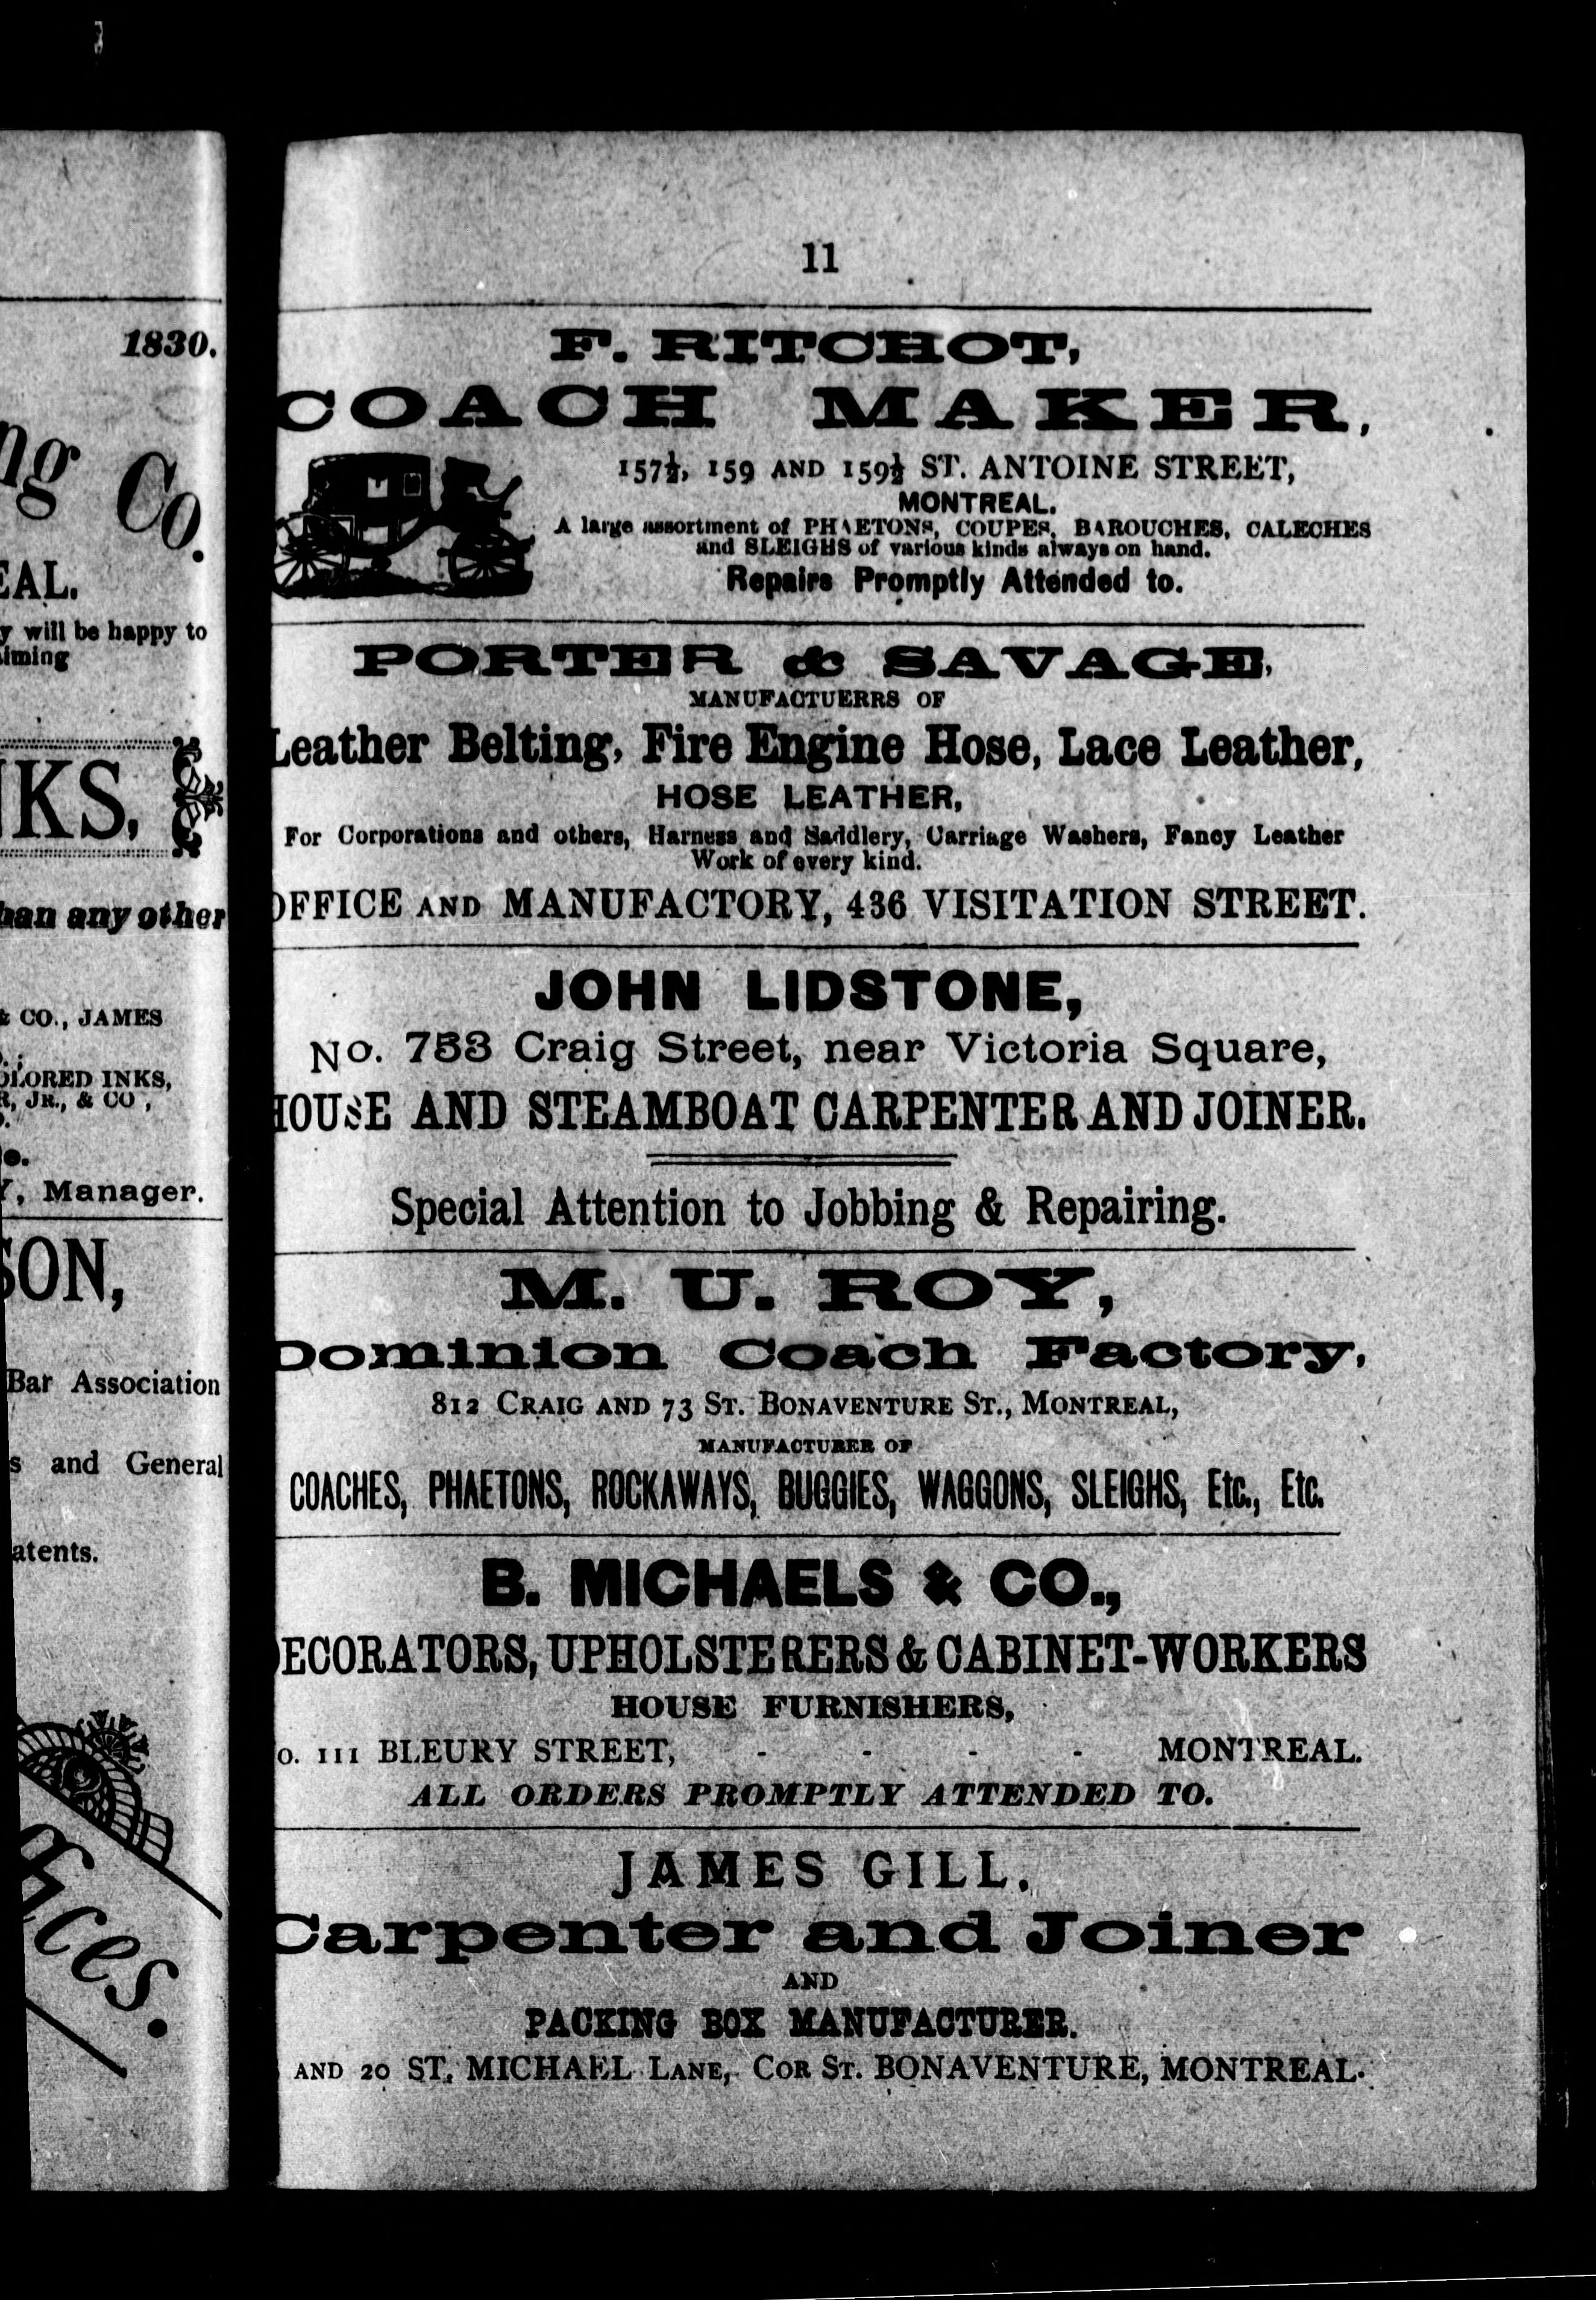 1830.
ng Co.
EAL.
y will be happy to
iming
KS,
han any other
& CO., JAMES
OLORED INKS,
R, JR., & CO ,
Y, Manager.
SON,
Bar Association
s and General
atents.
ces.
11
F. RITCHOT,
COACH MAKER,
157½, 159 AND 159½ ST. ANTOINE STREET,
MONTREAL.
A large assortment of PHAETONS, COUPES, BAROUCHES, CALECHES
and SLEIGHS of various kinds always on hand.
Repairs Promptly Attended to.
PORTER & SAVAGE,
MANUFACTUERRS OF
Leather Belting, Fire Engine Hose, Lace Leather,
HOSE LEATHER,
For Corporations and others, Harness and Saddlery, Carriage Washers, Fancy Leather
Work of every kind.
OFFICE AND MANUFACTORY, 436 VISITATION STREET.
JOHN LIDSTONE,
No. 753 Craig Street, near Victoria Square,
HOUSE AND STEAMBOAT CARPENTER AND JOINER.
Special Attention to Jobbing & Repairing.
M. U. ROY,
Dominion Coach Factory,
812 CRAIG AND 73 ST. BONAVENTURE ST., MONTREAL,
MANUFACTURER OF
COACHES, PHAETONS, ROCKAWAYS, BUGGIES, WAGGONS, SLEIGHS, Etc., Etc.
B. MICHAELS & CO.,
DECORATORS, UPHOLSTERERS & CABINET-WORKERS
HOUSE FURNISHERS,
o. 111 BLEURY STREET, - - - - MONTREAL.
ALL ORDERS PROMPTLY ATTENDED TO.
JAMES GILL,
Carpenter and Joiner
AND
PACKING BOX MANUFACTURER.
AND 20 ST. MICHAEL LANE, COR ST. BONAVENTURE, MONTREAL.